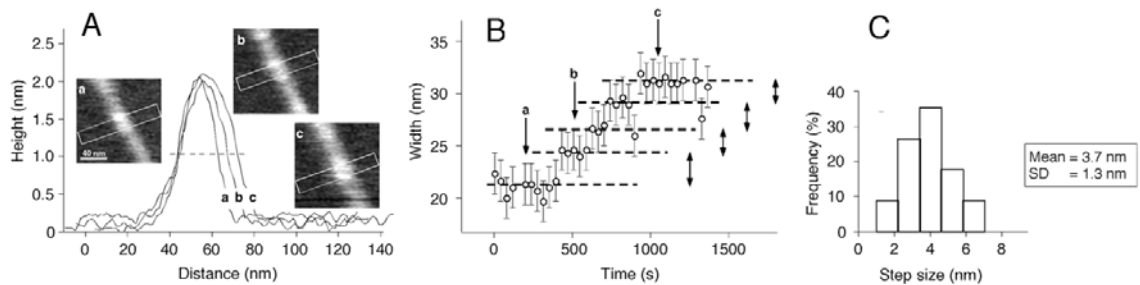 A
Height (nm)
2.5
2.0
1.5
1.0
0.5
0
0 20 40 60 80 100 120 140
Distance (nm)
a
40 nm
b
c
a b c
B
Width (nm)
35
30
25
20
0 500 1000 1500
Time (s)
a
b
c
C
Frequency (%)
40
30
20
10
0
0 2 4 6 8
Step size (nm)
Mean = 3.7 nm
SD = 1.3 nm